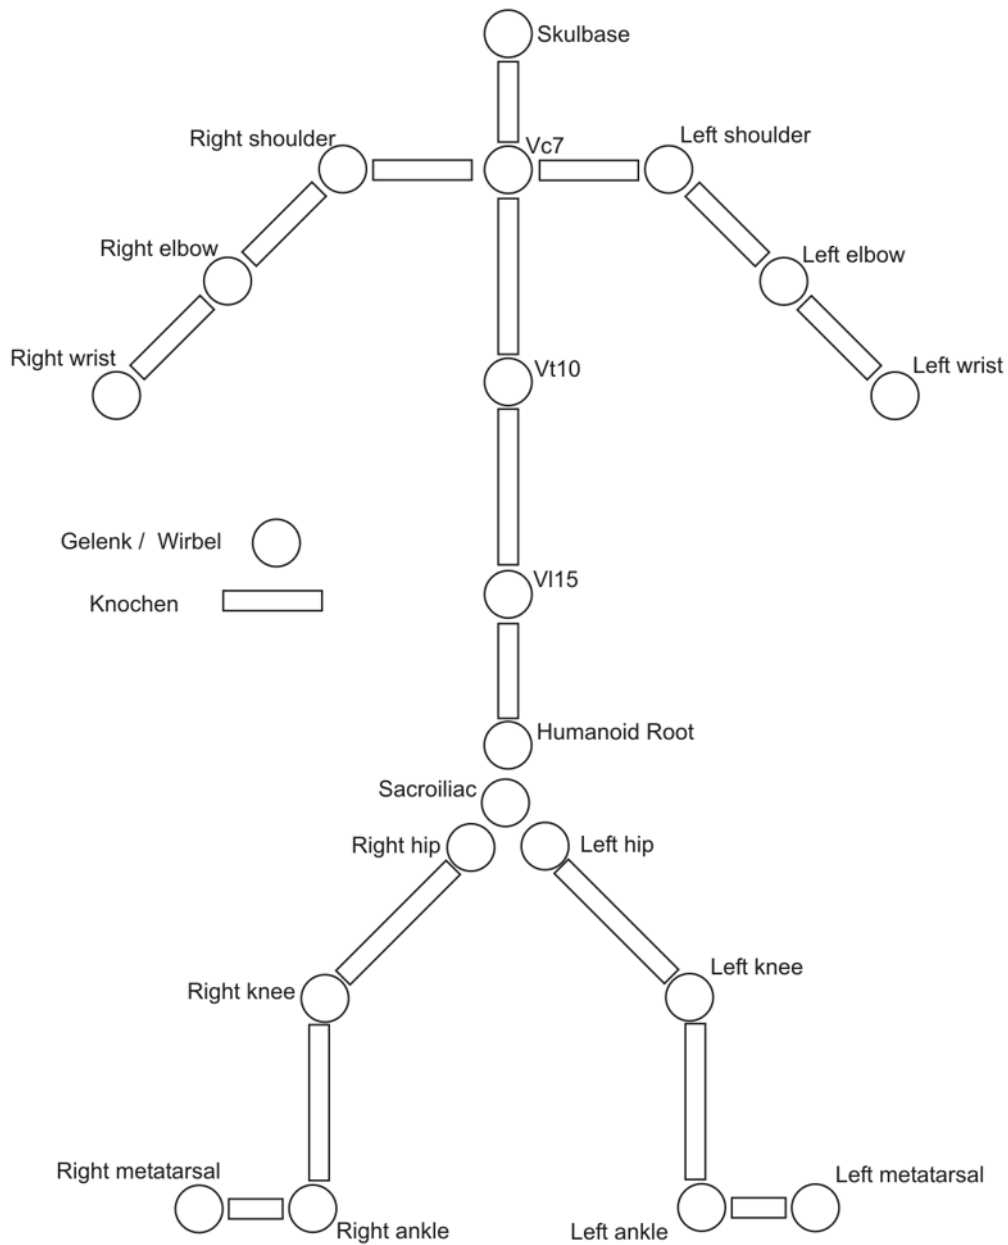 Skulbase
Right shoulder
Vc7
Left shoulder
Right elbow
Left elbow
Right wrist
Vt10
Left wrist
Gelenk / Wirbel
Vl15
Knochen
Humanoid Root
Sacroiliac
Right hip
Left hip
Right knee
Left knee
Right metatarsal
Left metatarsal
Right ankle
Left ankle